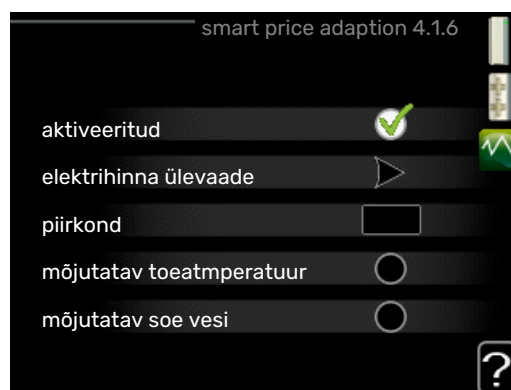 smart price adaption 4.1.6
aktiveeritud
elektrihinna ülevaade
piirkond
mõjutatav toeatmperatuur
mõjutatav soe vesi
?